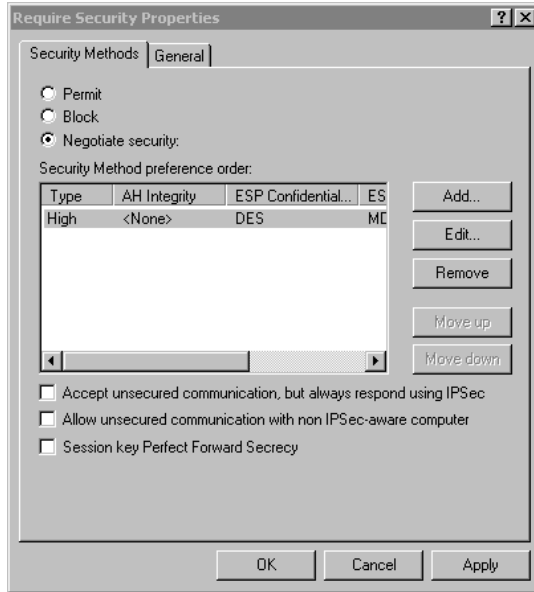 Require Security Properties
Security Methods General
Permit
Block
Negotiate security:
Security Method preference order:
Type AH Integrity ESP Confidential... ES
High <None> DES MD
Add...
Edit...
Remove
Move up
Move down
Accept unsecured communication, but always respond using IPSec
Allow unsecured communication with non IPSec-aware computer
Session key Perfect Forward Secrecy
OK Cancel Apply